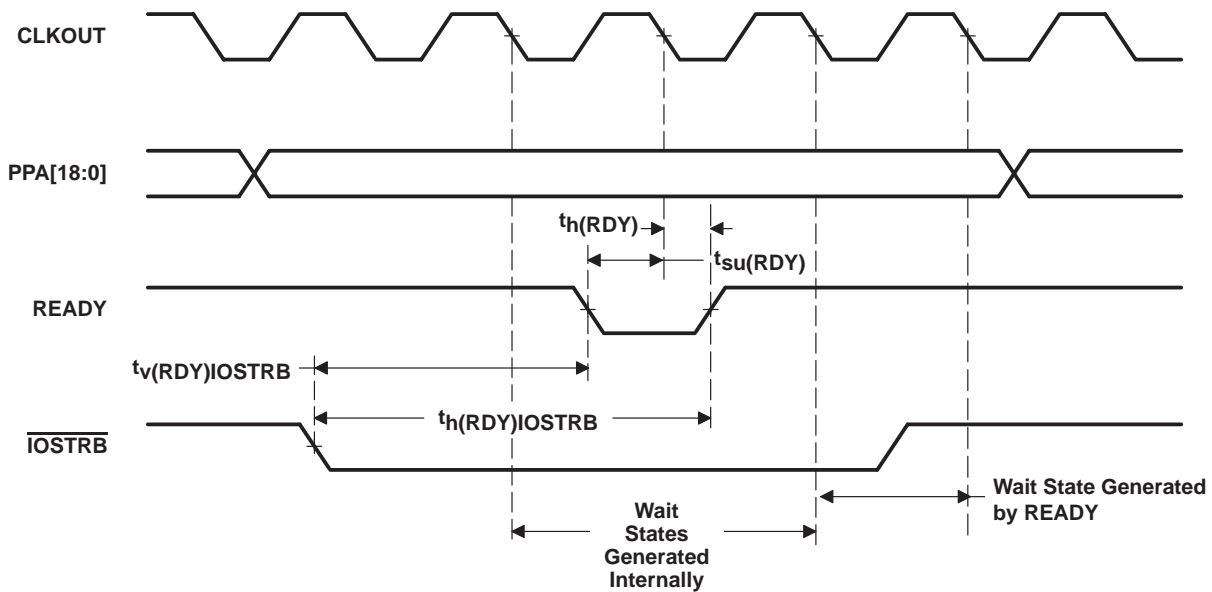 CLKOUT
PPA[18:0]
th(RDY)
tsu(RDY)
READY
tv(RDY)IOSTRB
th(RDY)IOSTRB
IOSTRB
Wait State Generated
by READY
Wait
States
Generated
Internally